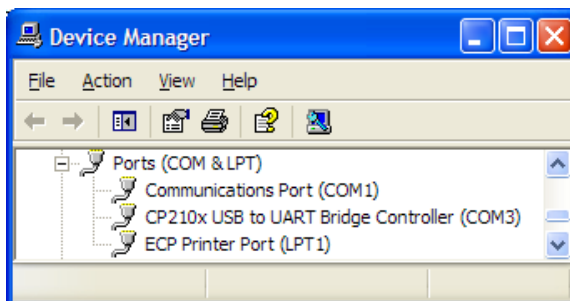 Device Manager
File Action View Help
Ports (COM & LPT)
Communications Port (COM1)
CP210x USB to UART Bridge Controller (COM3)
ECP Printer Port (LPT1)